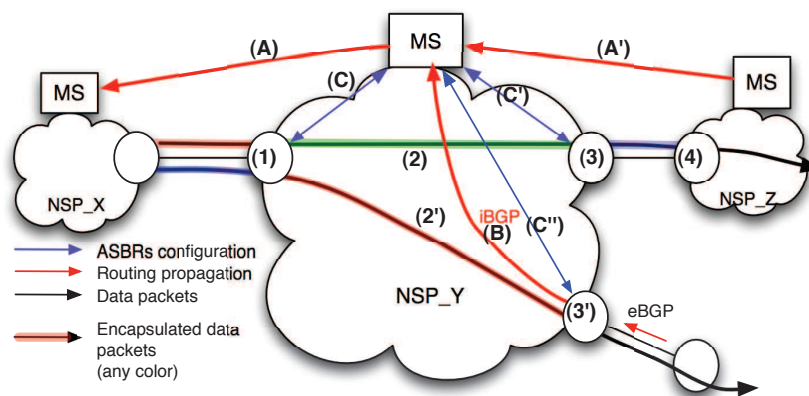 MS
(A)
(A')
MS
MS
(C)
(C')
(1)
(2)
(3)
(4)
NSP_X
NSP_Z
iBGP
(B)
(C'')
(2')
ASBRs configuration
Routing propagation
Data packets
NSP_Y
(3')
eBGP
Encapsulated data
packets
(any color)